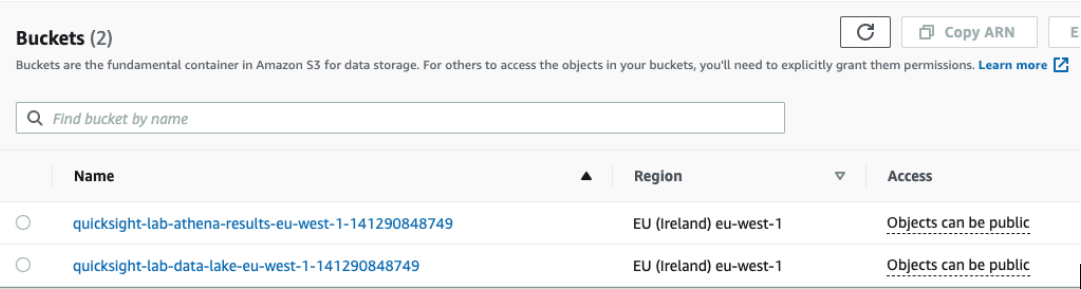 Buckets (2)
Copy ARN
E
Buckets are the fundamental container in Amazon S3 for data storage. For others to access the objects in your buckets, you'll need to explicitly grant them permissions. Learn more
Find bucket by name
Name Region Access
quicksight-lab-athena-results-eu-west-1-141290848749 EU (Ireland) eu-west-1 Objects can be public
quicksight-lab-data-lake-eu-west-1-141290848749 EU (Ireland) eu-west-1 Objects can be public